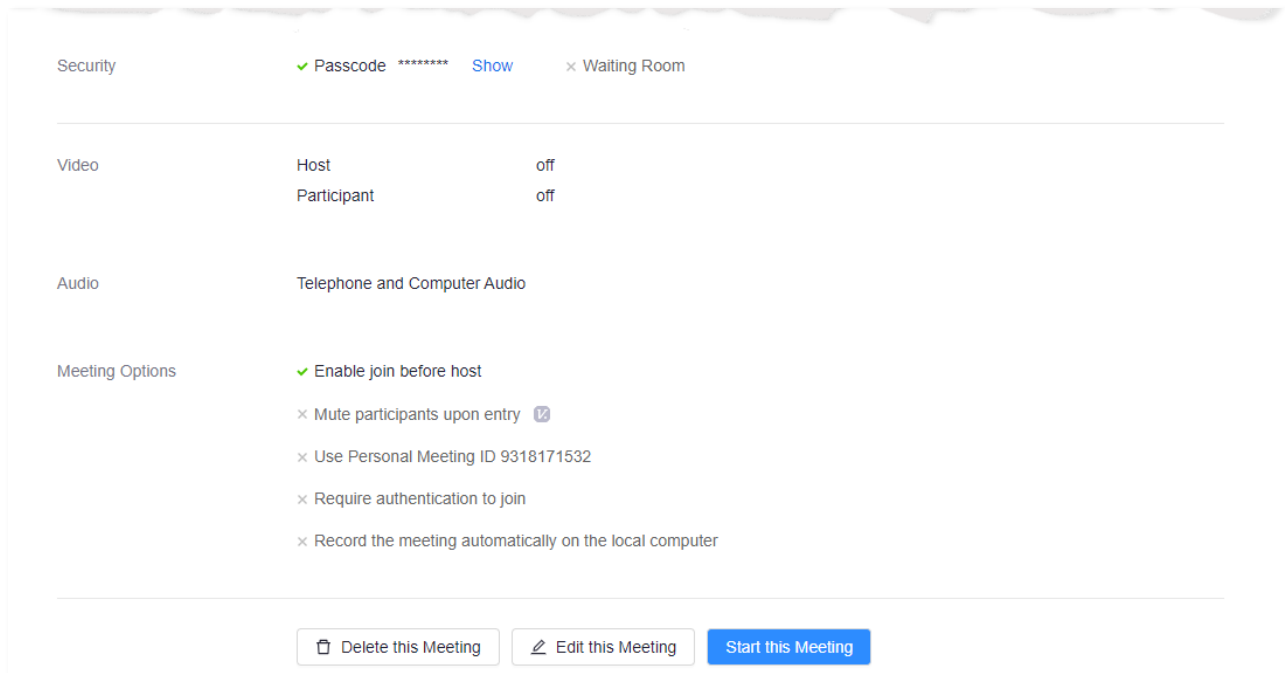 Security Passcode ******** Show Waiting Room
Video Host off
Participant off
Audio Telephone and Computer Audio
Meeting Options Enable join before host
Mute participants upon entry
Use Personal Meeting ID 9318171532
Require authentication to join
Record the meeting automatically on the local computer
Delete this Meeting Edit this Meeting Start this Meeting